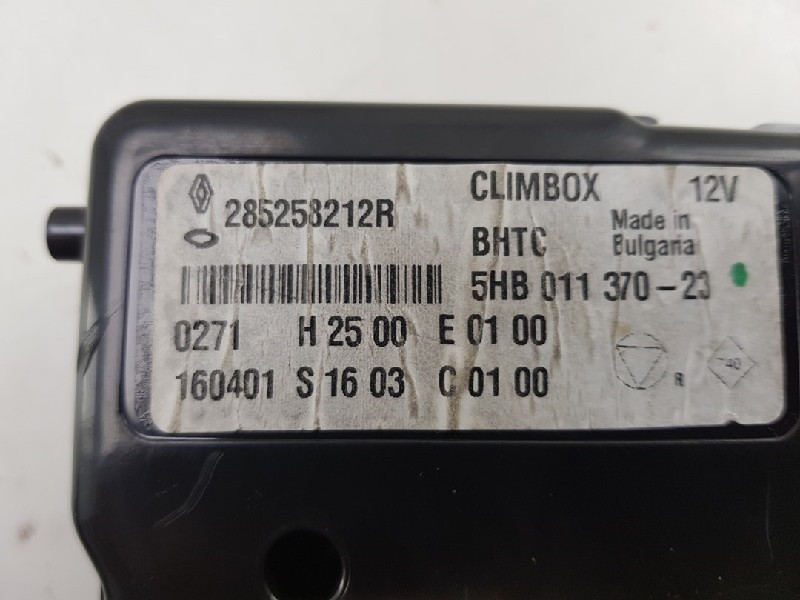 285258212R
CLIMBOX 12V
BHTC Made in
Bulgaria
5HB 011 370-23
0271 H 25 00 E 01 00
160401 S 16 03 C 01 00
R
40